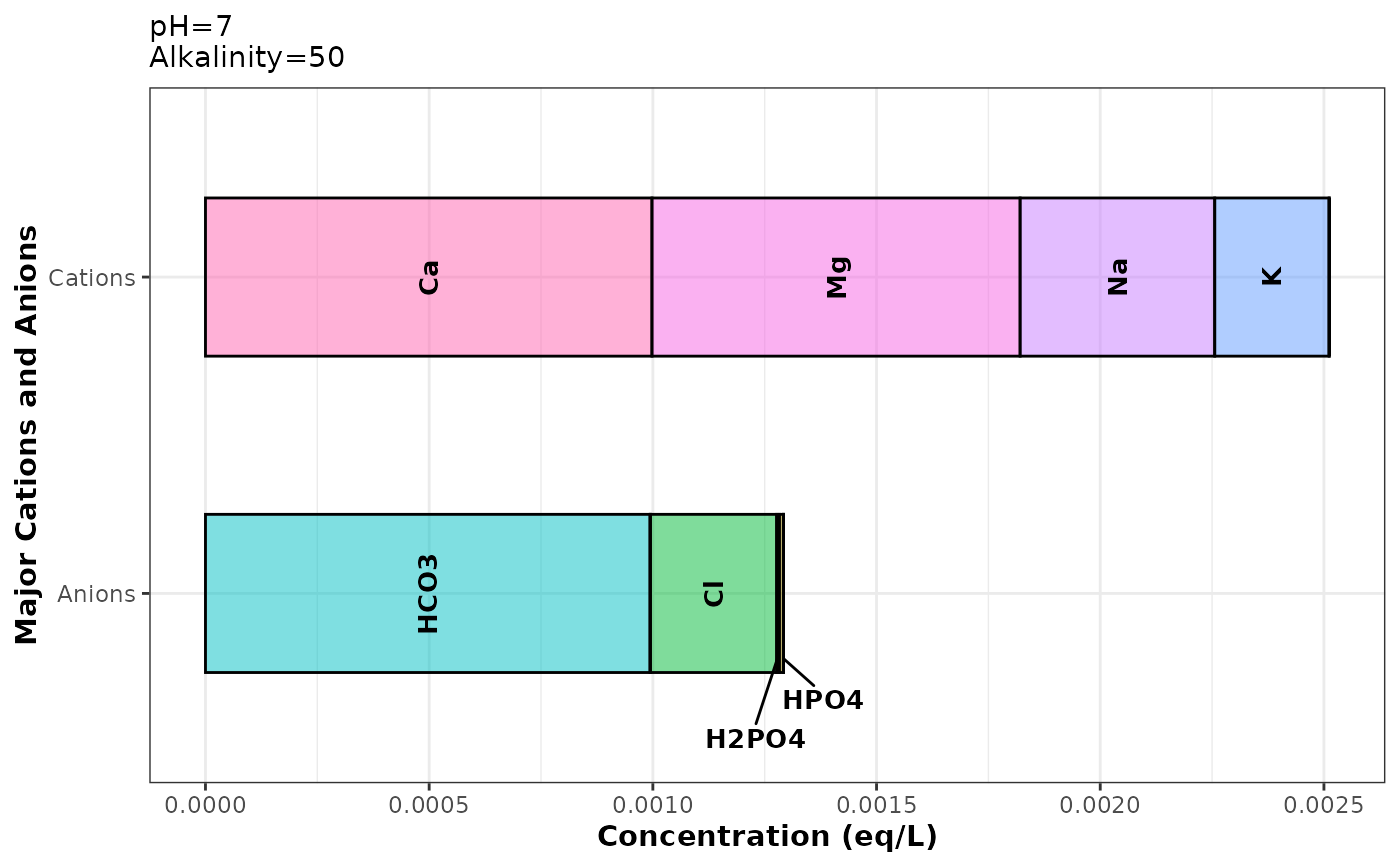 pH=7
Alkalinity=50
Major Cations and Anions
Cations
Ca
Mg
Na
K
Anions
HCO3
Cl
HPO4
H2PO4
0.0000 0.0005 0.0010 0.0015 0.0020 0.0025
Concentration (eq/L)